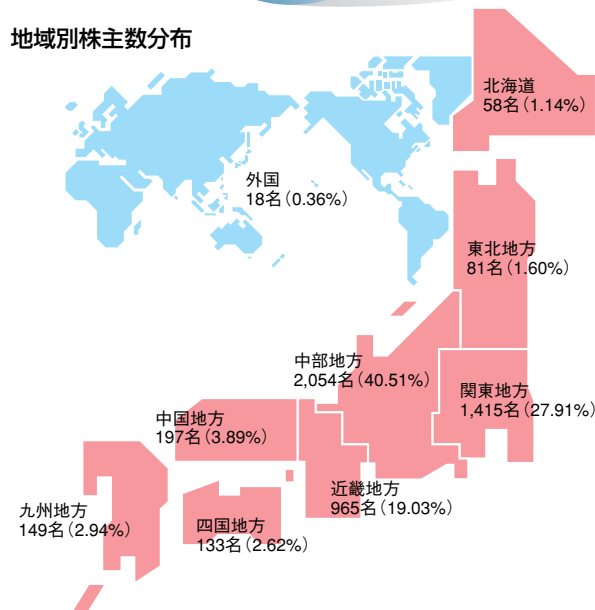 地域別株主数分布
北海道
58名（1.14%）
外国
18名（0.36%）
東北地方
81名（1.60%）
中部地方
2,054名（40.51%）
関東地方
1,415名（27.91%）
中国地方
197名（3.89%）
近畿地方
965名（19.03%）
九州地方
149名（2.94%）
四国地方
133名（2.62%）